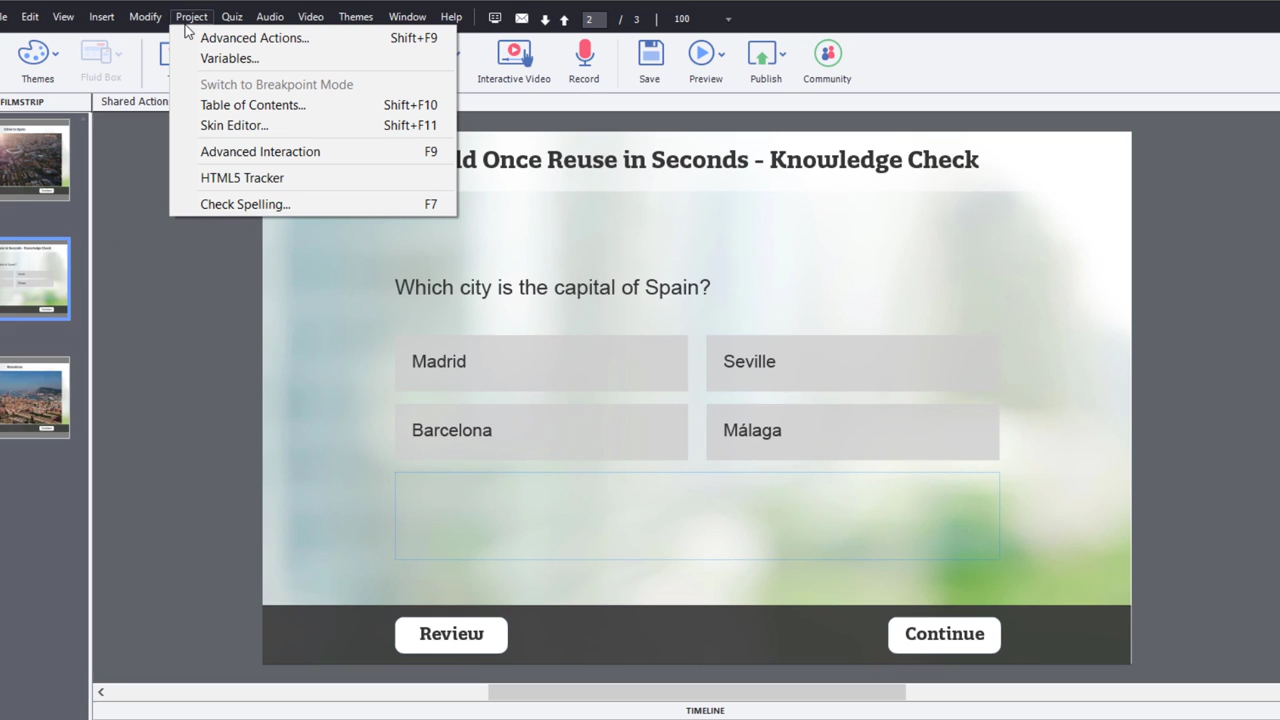 le Edit View Insert Modify Project Quiz Audio Video Themes Window Help 2 / 3 100
Advanced Actions... Shift+F9
Variables...
Switch to Breakpoint Mode
Table of Contents... Shift+F10
Skin Editor... Shift+F11
Advanced Interaction F9
HTML5 Tracker
Check Spelling... F7
Themes Fluid Box Interactive Video Record Save Preview Publish Community
FILMSTRIP Shared Action
ld Once Reuse in Seconds - Knowledge Check
Which city is the capital of Spain?
Madrid Seville
Barcelona Málaga
Review Continue
TIMELINE